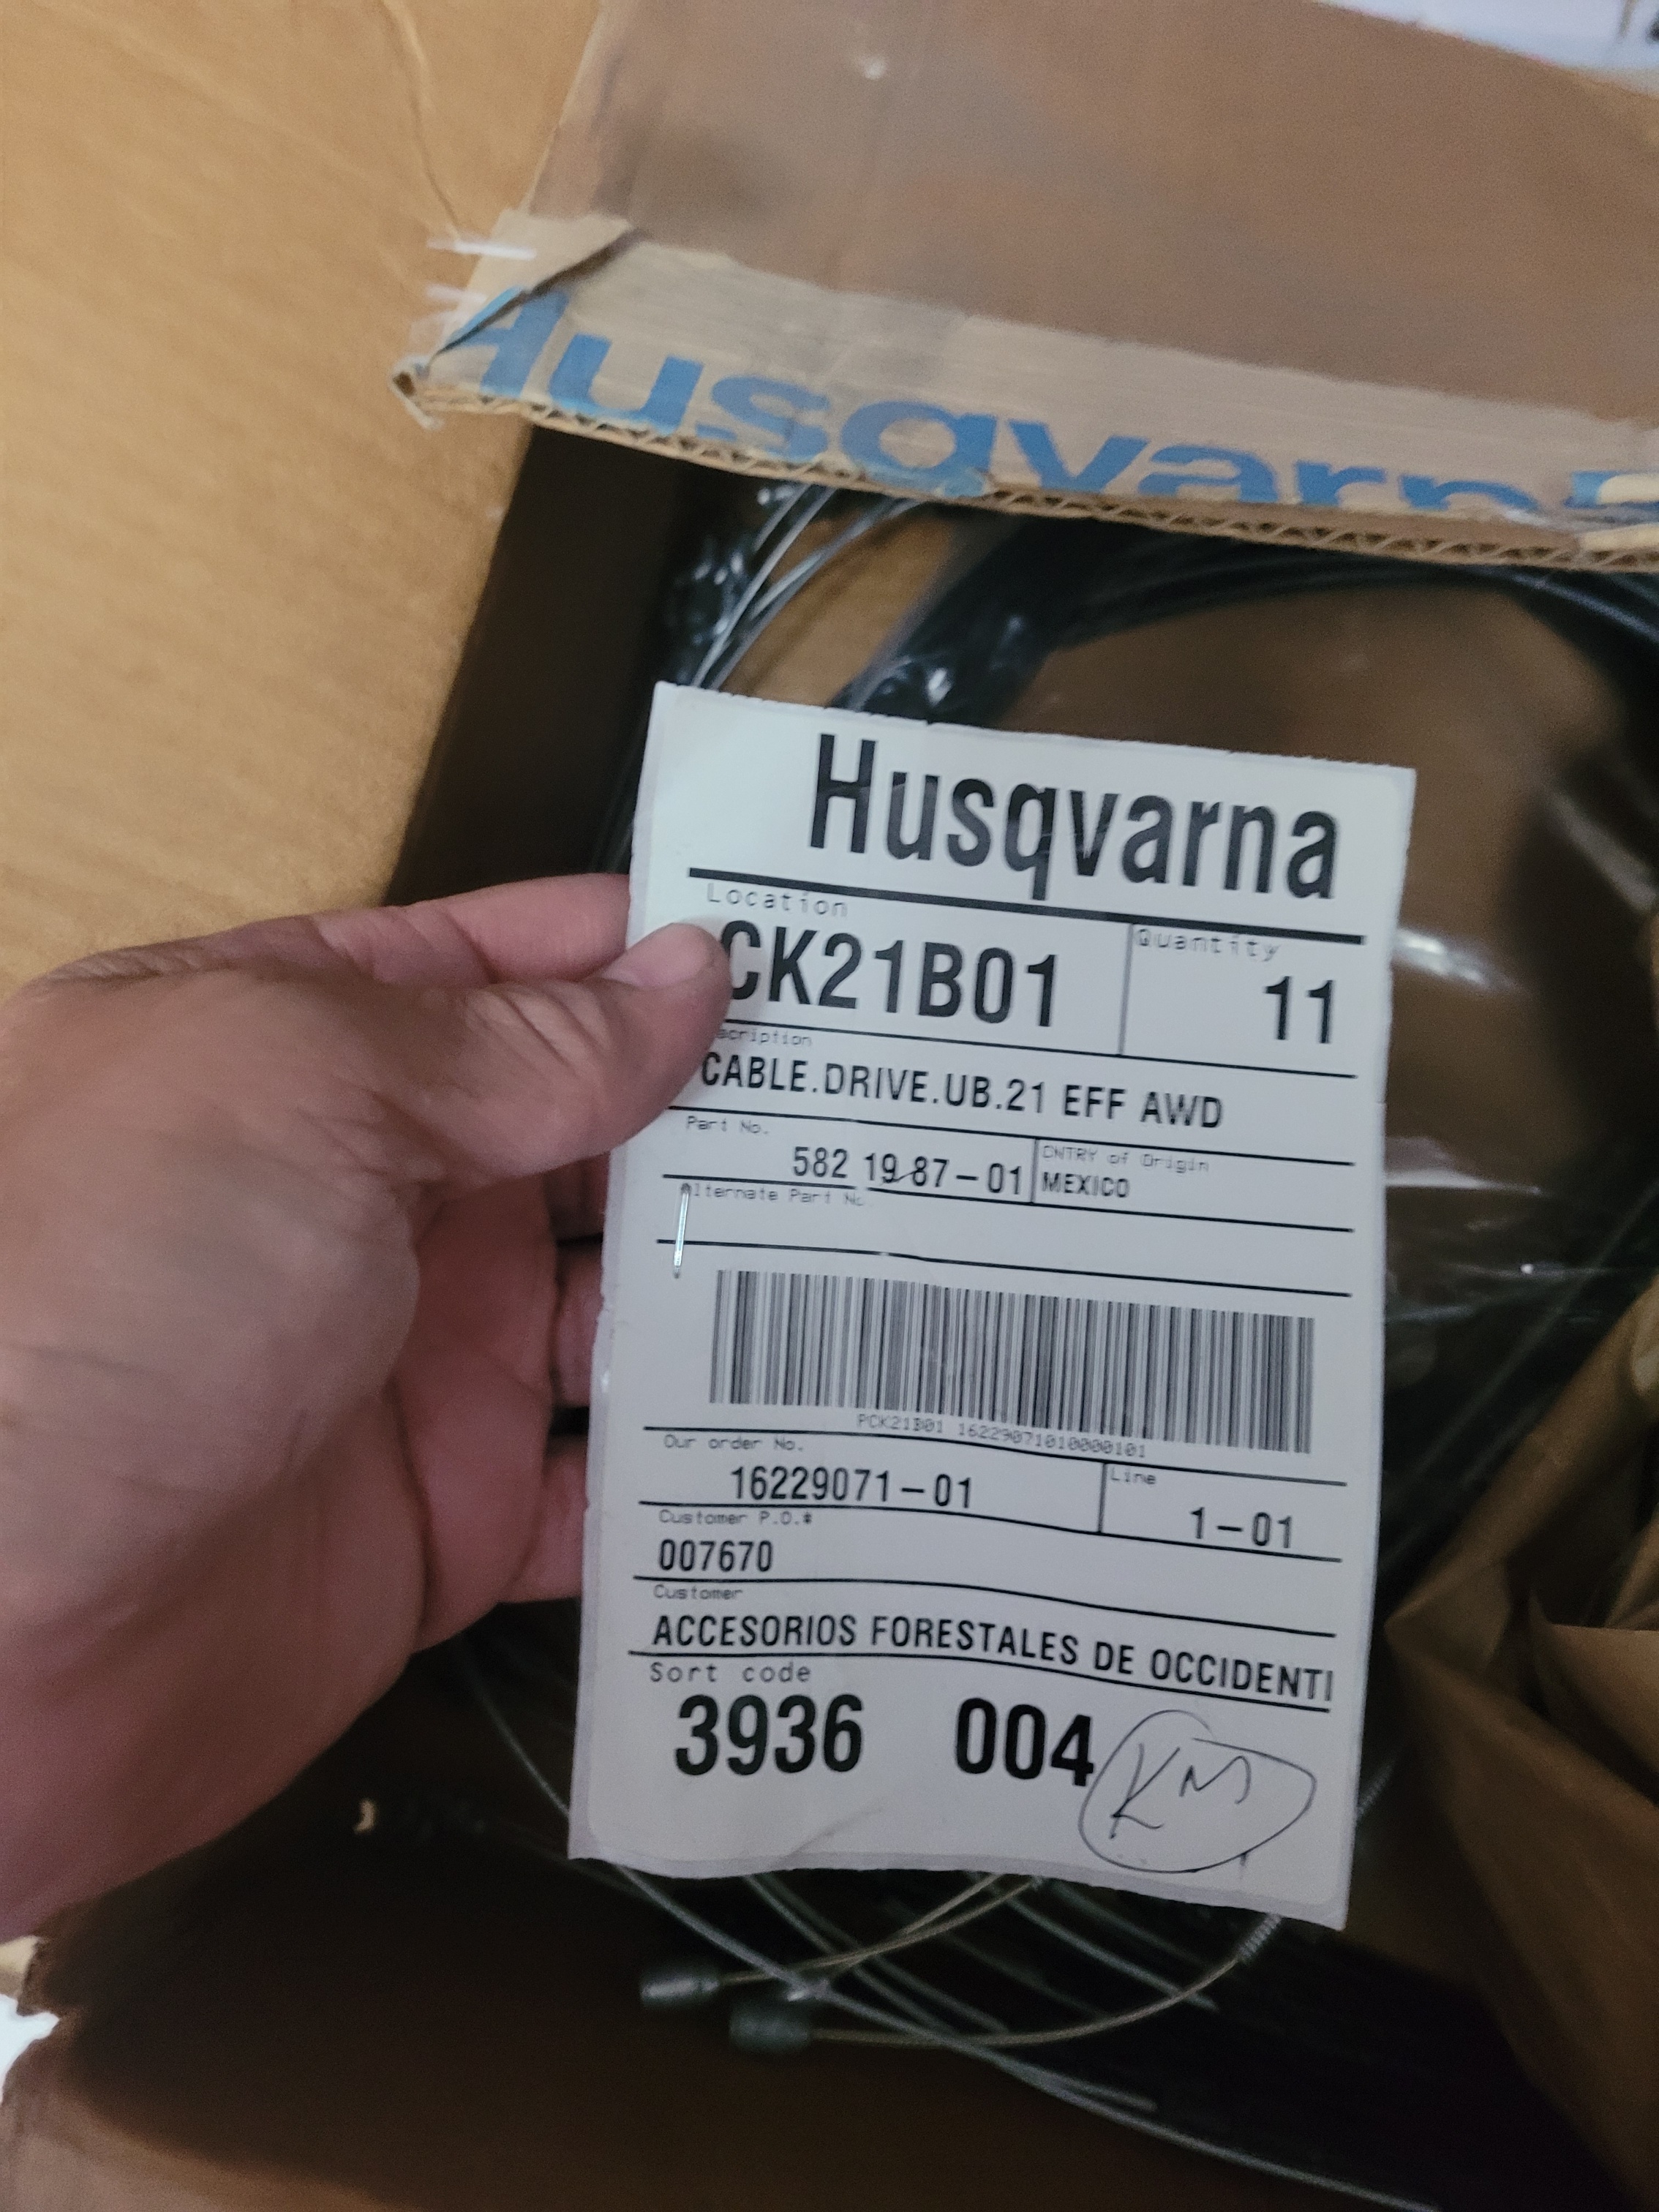 Husqvarna
Husqvarna
Location
CK21B01
Quantity
11
cription
CABLE.DRIVE.UB.21 EFF AWD
Part No.
582 19 87-01
CNTRY of Origin
MEXICO
lternate Part No
PCK21B01 16229071010000101
Our order No.
16229071-01
Line
1-01
Customer P.O.#
007670
Customer
ACCESORIOS FORESTALES DE OCCIDENTI
Sort code
3936 004
KM